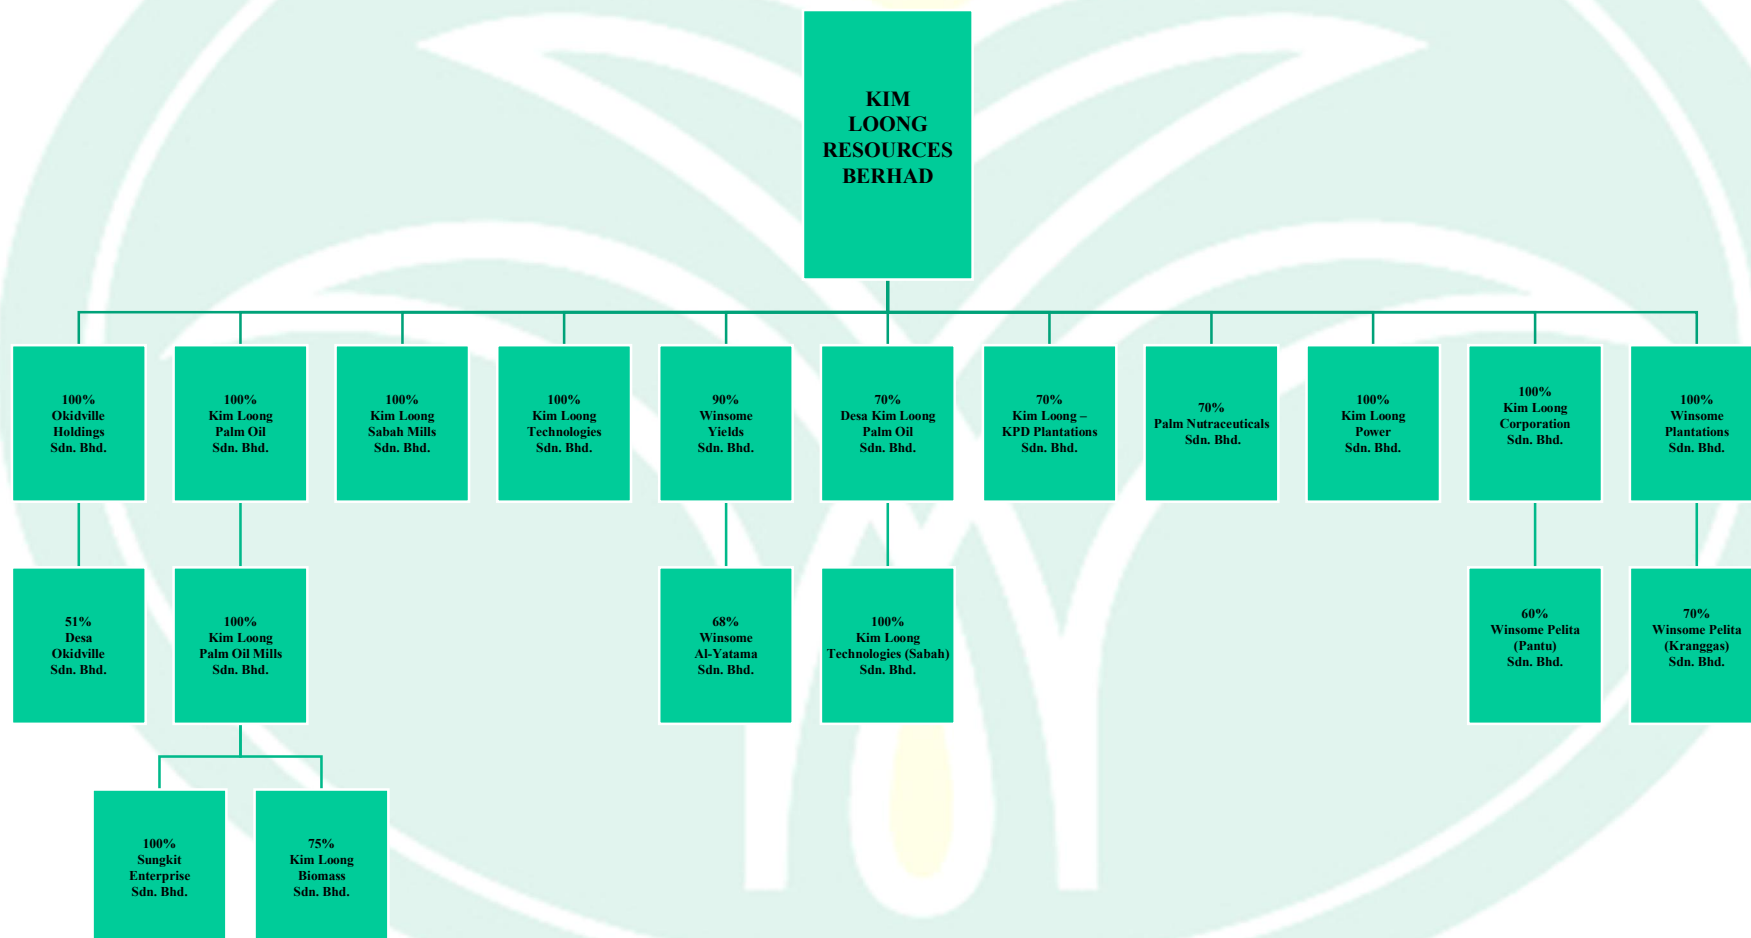 KIM
LOONG
RESOURCES
BERHAD
100%
Okidville
Holdings
Sdn. Bhd.
100%
Kim Loong
Palm Oil
Sdn. Bhd.
100%
Kim Loong
Sabah Mills
Sdn. Bhd.
100%
Kim Loong
Technologies
Sdn. Bhd.
90%
Winsome
Yields
Sdn. Bhd.
70%
Desa Kim Loong
Palm Oil
Sdn. Bhd.
70%
Kim Loong –
KPD Plantations
Sdn. Bhd.
70%
Palm Nutraceuticals
Sdn. Bhd.
100%
Kim Loong
Power
Sdn. Bhd.
100%
Kim Loong
Corporation
Sdn. Bhd.
100%
Winsome
Plantations
Sdn. Bhd.
51%
Desa
Okidville
Sdn. Bhd.
100%
Kim Loong
Palm Oil Mills
Sdn. Bhd.
68%
Winsome
Al-Yatama
Sdn. Bhd.
100%
Kim Loong
Technologies (Sabah)
Sdn. Bhd.
60%
Winsome Pelita
(Pantu)
Sdn. Bhd.
70%
Winsome Pelita
(Kranggas)
Sdn. Bhd.
100%
Sungkit
Enterprise
Sdn. Bhd.
75%
Kim Loong
Biomass
Sdn. Bhd.